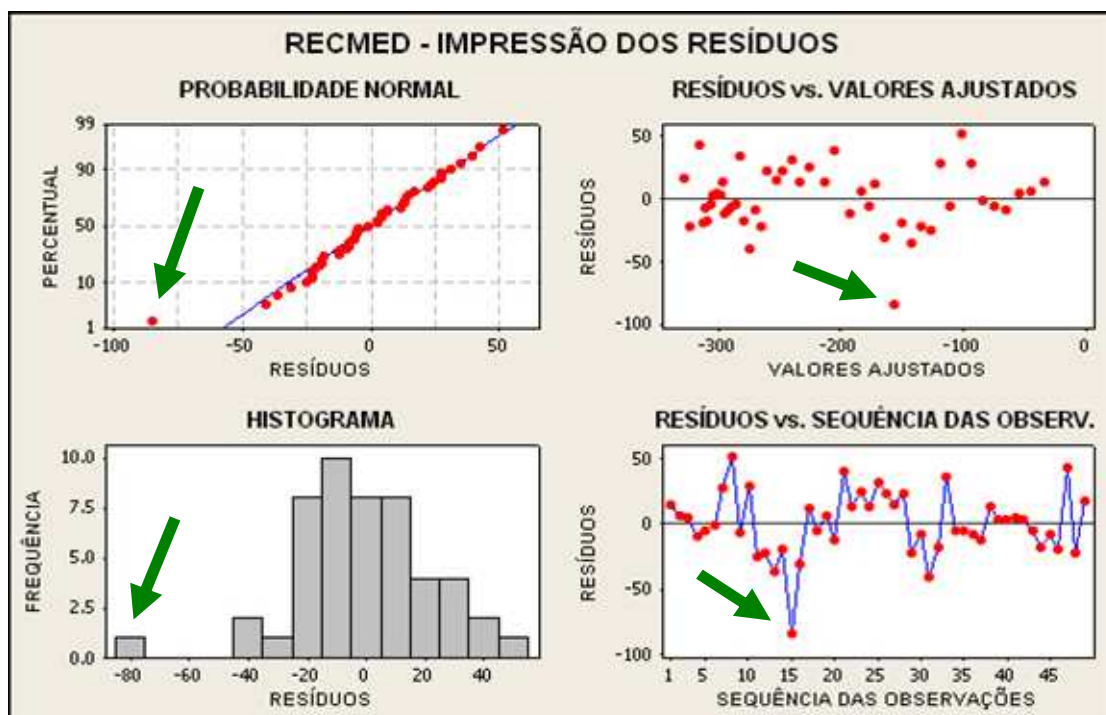 RECMED - IMPRESSÃO DOS RESÍDUOS
PROBABILIDADE NORMAL
99
90
50
10
1
PERCENTUAL
-100 -50 0 50
RESÍDUOS
RESÍDUOS vs. VALORES AJUSTADOS
50
0
-50
-100
RESÍDUOS
-300 -200 -100 0
VALORES AJUSTADOS
HISTOGRAMA
10.0
7.5
5.0
2.5
0.0
FREQUÊNCIA
-80 -60 -40 -20 0 20 40
RESÍDUOS
RESÍDUOS vs. SEQUÊNCIA DAS OBSERV.
50
0
-50
-100
RESÍDUOS
1 5 10 15 20 25 30 35 40 45
SEQUÊNCIA DAS OBSERVAÇÕES